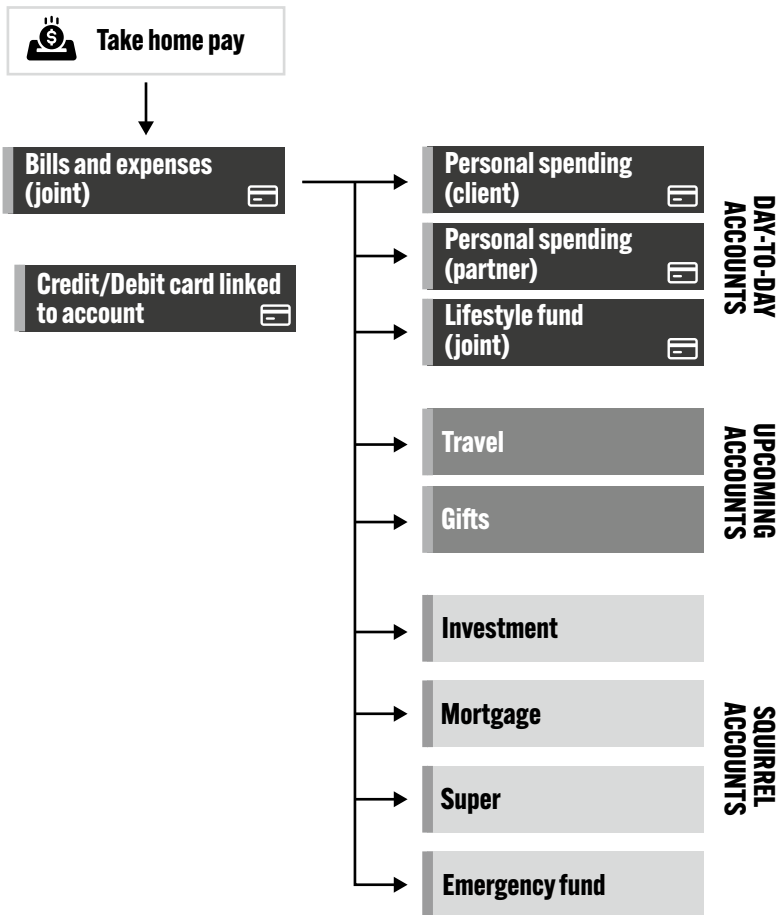 Take home pay
Bills and expenses
(joint)
Credit/Debit card linked
to account
Personal spending
(client)
Personal spending
(partner)
Lifestyle fund
(joint)
DAY-TO-DAY
ACCOUNTS
Travel
Gifts
UPCOMING
ACCOUNTS
Investment
Mortgage
Super
Emergency fund
SQUIRREL
ACCOUNTS